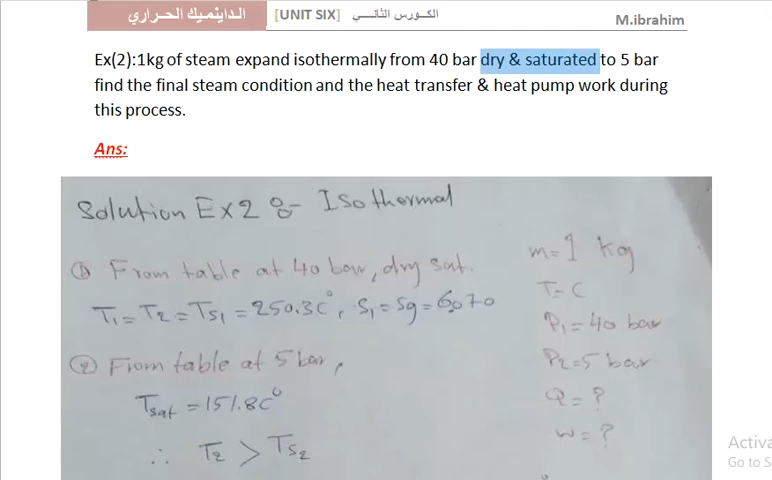 الداينميك الحراري [UNIT SIX] الكورس الثاني M.ibrahim
Ex(2):1kg of steam expand isothermally from 40 bar dry & saturated to 5 bar
find the final steam condition and the heat transfer & heat pump work during
this process.
Ans:
Solution Ex2 :- Isothermal
m=1 kg
① From table at 40 bar, dry sat.
T=C
T₁=T₂=Ts₁=250.3C°, S₁=Sg=6.070
P₁=40 bar
② From table at 5 bar,
P₂=5 bar
Tsat=151.8C°
Q=?
W=?
∴ T₂ > Ts₂
Activa
Go to S